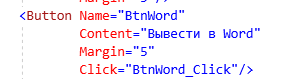 <Button Name="BtnWord"
Content="Вывести в Word"
Margin="5"
Click="BtnWord_Click"/>